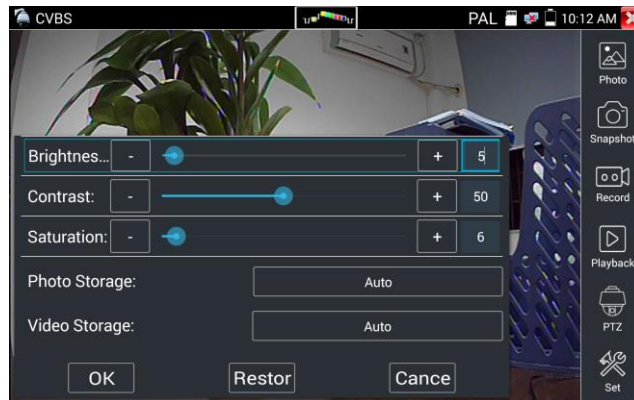 CVBS
PAL
10:12 AM
Photo
Snapshot
Record
Playback
PTZ
Set
Brightnes... - + 5
Contrast: - + 50
Saturation: - + 6
Photo Storage: Auto
Video Storage: Auto
OK Restor Cance